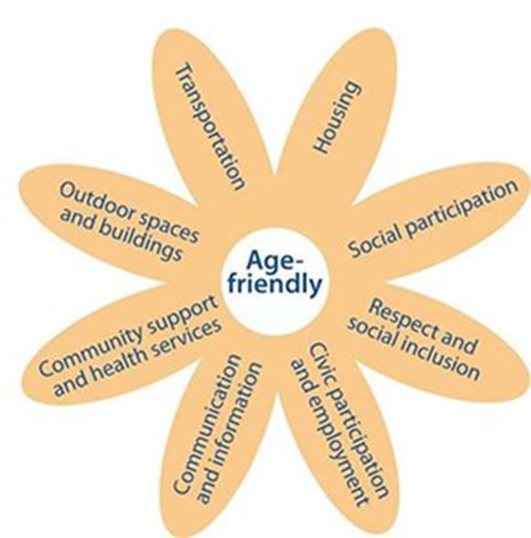 Transportation
Housing
Social participation
Respect and
social inclusion
Civic participation
and employment
Communication
and information
Community support
and health services
Outdoor spaces
and buildings
Age-
friendly